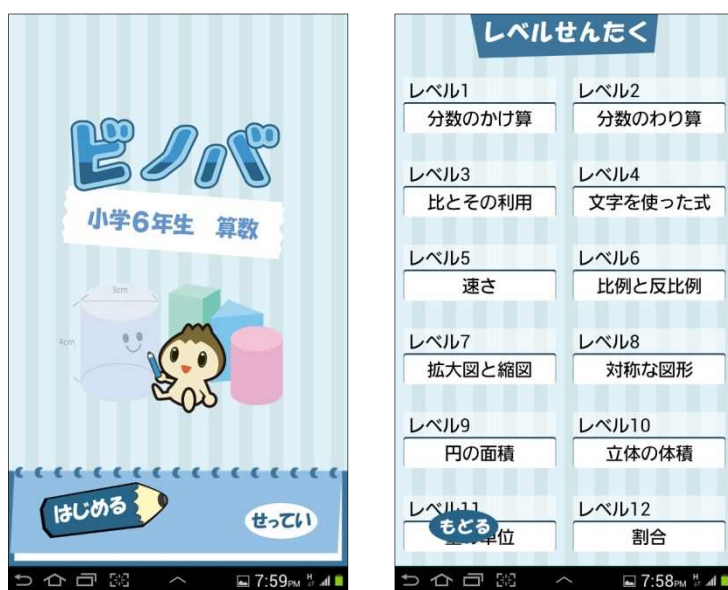 ビノバ
小学6年生 算数
3cm
4cm
はじめる
せってい
7:59PM
レベルせんたく
レベル1
分数のかけ算
レベル2
分数のわり算
レベル3
比とその利用
レベル4
文字を使った式
レベル5
速さ
レベル6
比例と反比例
レベル7
拡大図と縮図
レベル8
対称な図形
レベル9
円の面積
レベル10
立体の体積
レベル11
単位
もどる
レベル12
割合
7:58PM